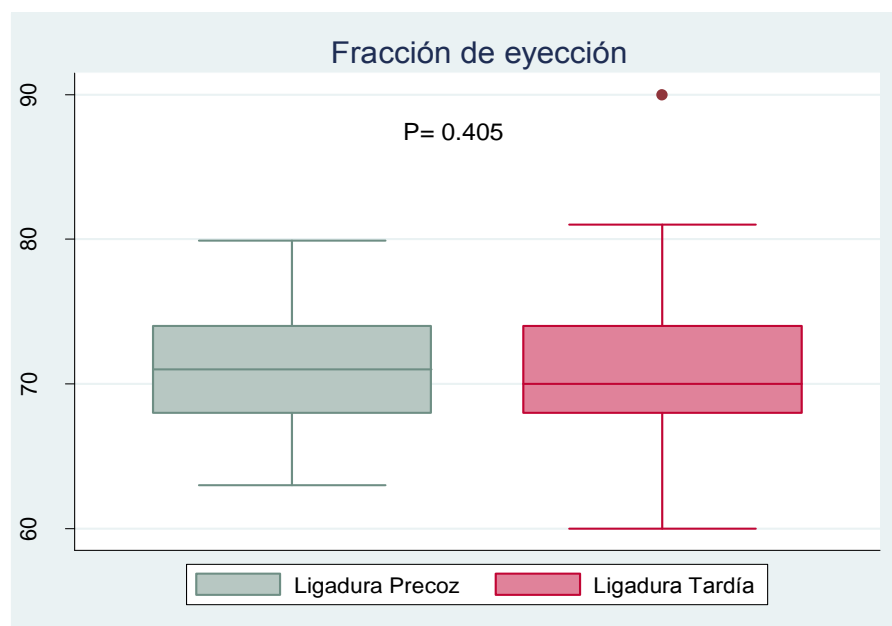 Fracción de eyección
90
P= 0.405
80
70
60
Ligadura Precoz
Ligadura Tardía